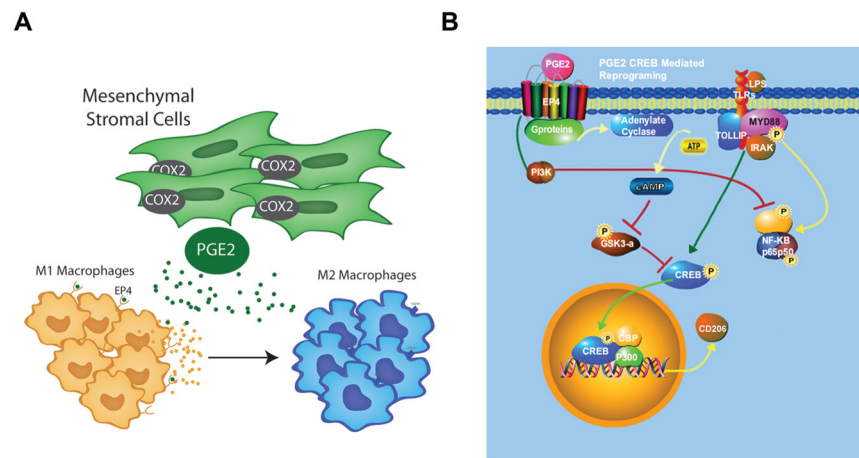 A
Mesenchymal
Stromal Cells
COX2
COX2
COX2
COX2
PGE2
M1 Macrophages
EP4
M2 Macrophages
B
PGE2 CREB Mediated
Reprograming
PGE2
EP4
Gproteins
Adenylate
Cyclase
LPS
TLRs
MYD88
TOLLIP
P
IRAK
ATP
PI3K
cAMP
P
GSK3-a
P
NF-KB
p65p50
P
CREB
P
P
CBP
CREB
P300
CD206